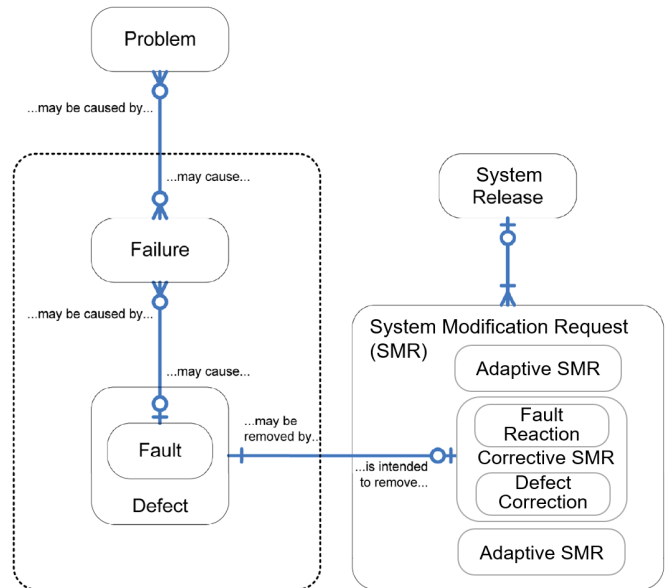 Problem
...may be caused by...
...may cause...
Failure
...may be caused by...
...may cause...
Fault
Defect
...may be
removed by...
...is intended
to remove...
System
Release
System Modification Request
(SMR)
Adaptive SMR
Fault
Reaction
Corrective SMR
Defect
Correction
Adaptive SMR